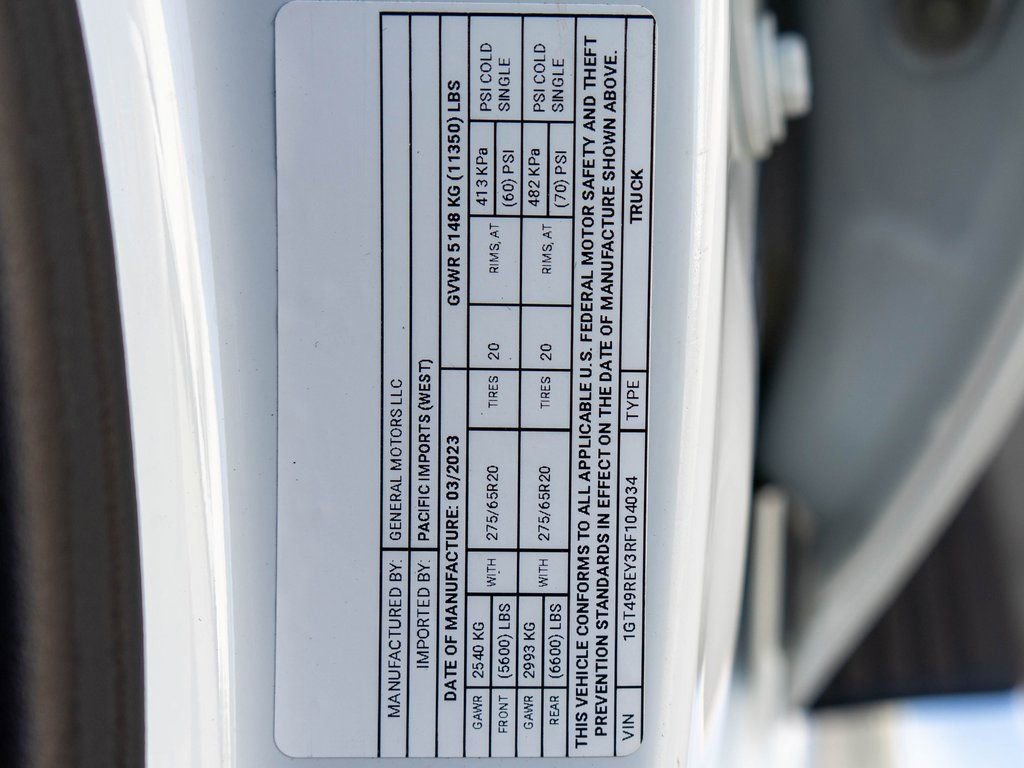 MANUFACTURED BY: GENERAL MOTORS LLC
IMPORTED BY: PACIFIC IMPORTS (WEST)
DATE OF MANUFACTURE: 03/2023 GVWR 5148 KG (11350) LBS
GAWR 2540 KG WITH 275/65R20 TIRES 20 RIMS, AT 413 KPa PSI COLD
FRONT (5600) LBS (60) PSI SINGLE
GAWR 2993 KG WITH 275/65R20 TIRES 20 RIMS, AT 482 KPa PSI COLD
REAR (6600) LBS (70) PSI SINGLE
THIS VEHICLE CONFORMS TO ALL APPLICABLE U.S. FEDERAL MOTOR SAFETY AND THEFT
PREVENTION STANDARDS IN EFFECT ON THE DATE OF MANUFACTURE SHOWN ABOVE.
VIN 1GT49REY3RF104034 TYPE TRUCK